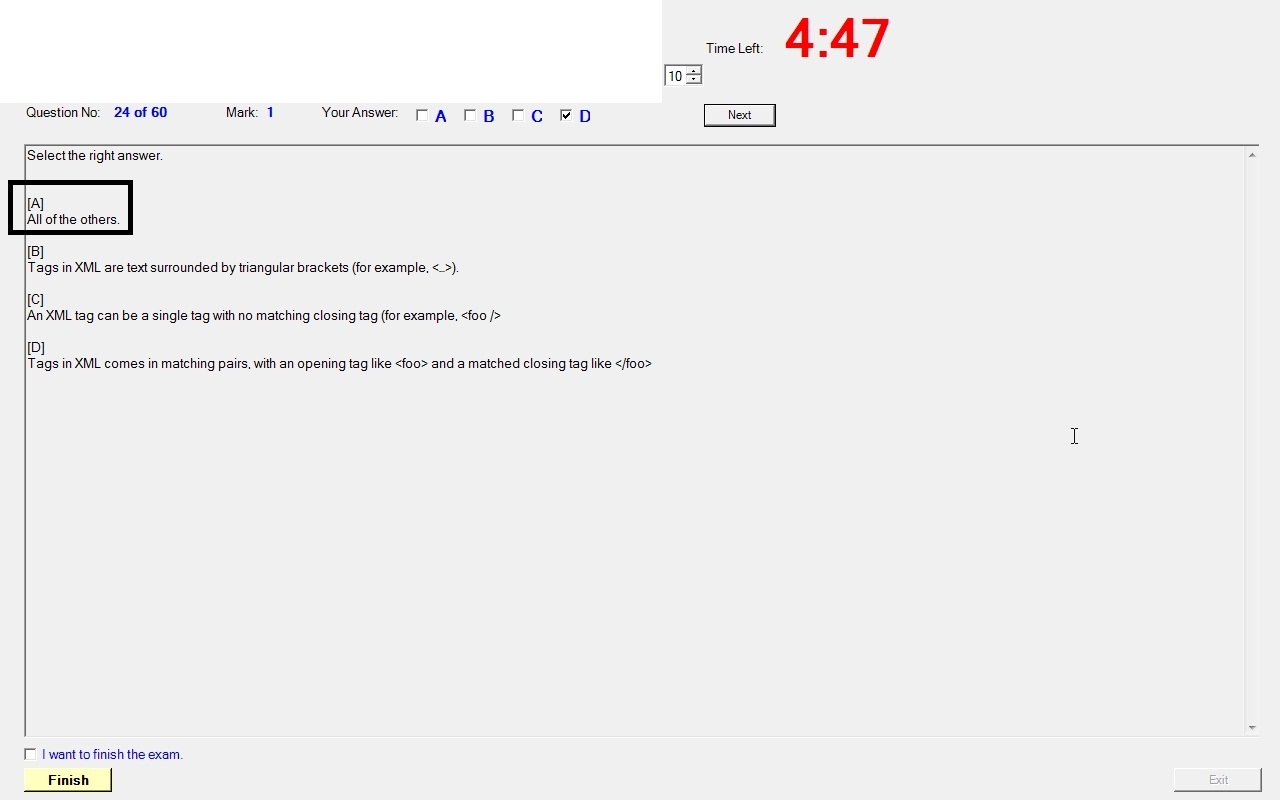 Time Left: 4:47
10
Question No: 24 of 60 Mark: 1 Your Answer: A B C D Next
Select the right answer.
[A]
All of the others.
[B]
Tags in XML are text surrounded by triangular brackets (for example, <...>).
[C]
An XML tag can be a single tag with no matching closing tag (for example, <foo />
[D]
Tags in XML comes in matching pairs, with an opening tag like <foo> and a matched closing tag like </foo>
I want to finish the exam.
Finish Exit